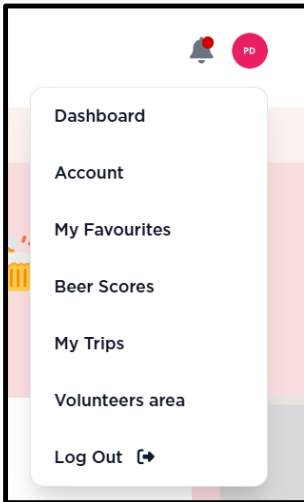 PD
Dashboard
Account
My Favourites
Beer Scores
My Trips
Volunteers area
Log Out